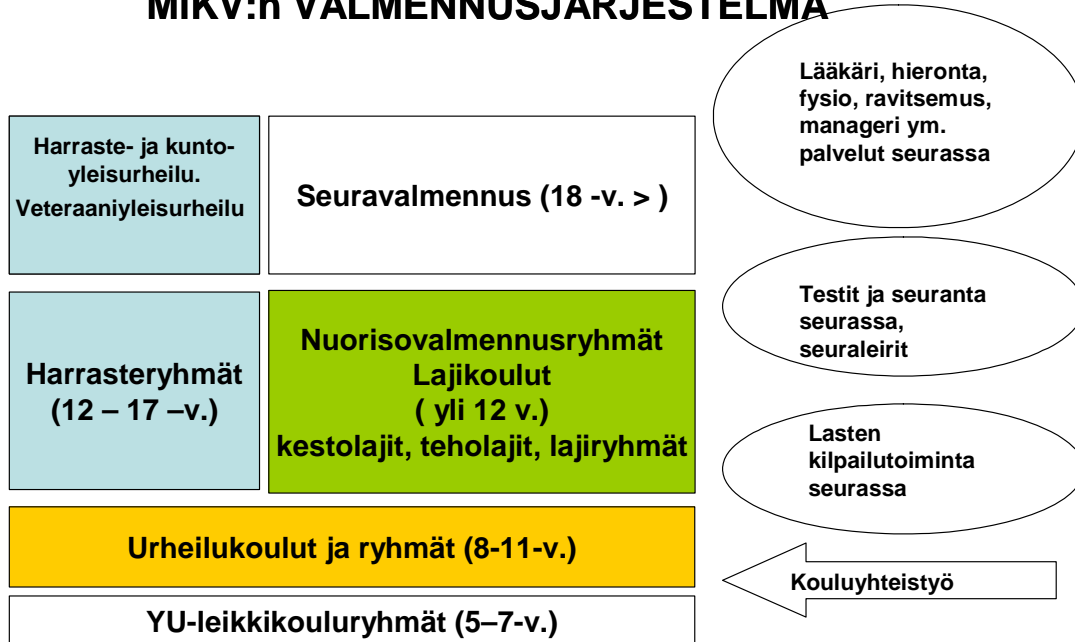 MiKV:n VALMENNUSJÄRJESTELMÄ
Lääkäri, hieronta,
fysio, ravitsemus,
manageri ym.
palvelut seurassa
Harraste- ja kunto-
yleisurheilu.
Veteraaniyleisurheilu
Seuravalmennus (18 -v. > )
Testit ja seuranta
seurassa,
seuraleirit
Harrasteryhmät
(12 – 17 –v.)
Nuorisovalmennusryhmät
Lajikoulut
( yli 12 v.)
kestolajit, teholajit, lajiryhmät
Lasten
kilpailutoiminta
seurassa
Urheilukoulut ja ryhmät (8-11-v.)
Kouluyhteistyö
YU-leikkikouluryhmät (5–7-v.)